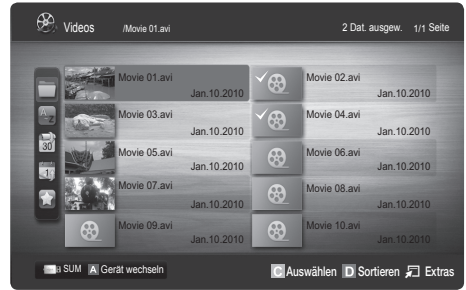 Videos /Movie 01.avi 2 Dat. ausgew. 1/1 Seite
Movie 01.avi Movie 02.avi
Jan.10.2010 Jan.10.2010
Movie 03.avi Movie 04.avi
Jan.10.2010 Jan.10.2010
Movie 05.avi Movie 06.avi
Jan.10.2010 Jan.10.2010
Movie 07.avi Movie 08.avi
Jan.10.2010 Jan.10.2010
Movie 09.avi Movie 10.avi
Jan.10.2010 Jan.10.2010
A Z
30
1
SUM A Gerät wechseln C Auswählen D Sortieren Extras